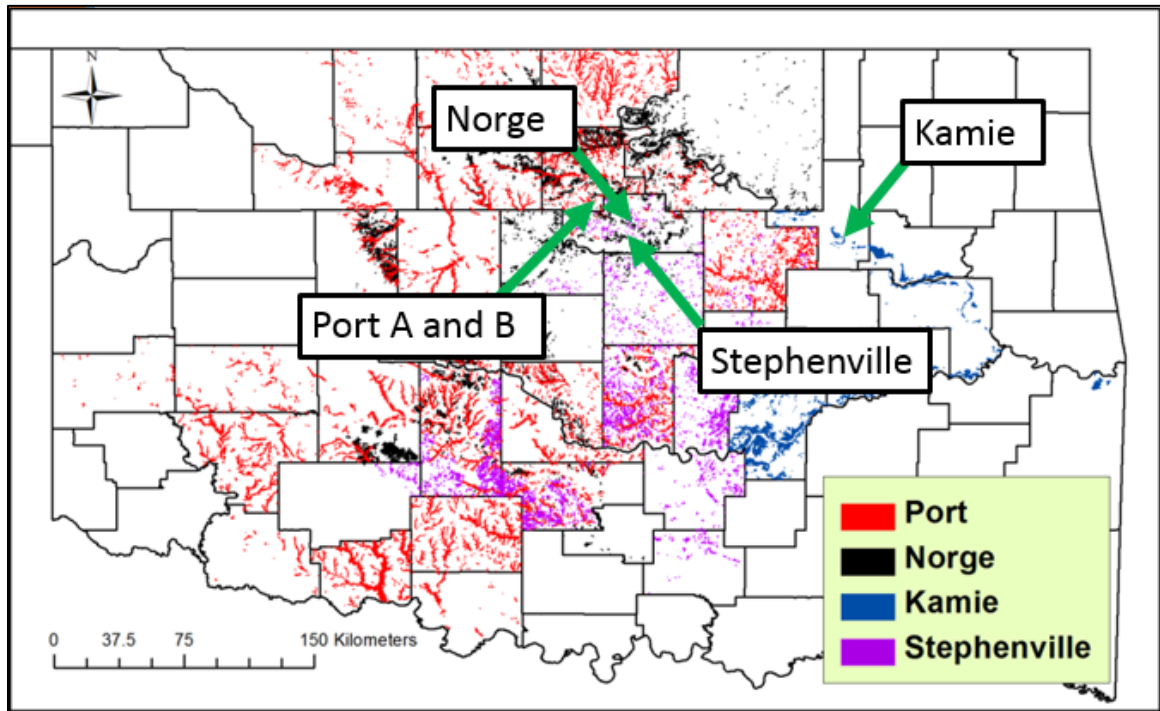 N
Norge
Kamie
Port A and B
Stephenville
Port
Norge
Kamie
Stephenville
0 37.5 75 150 Kilometers